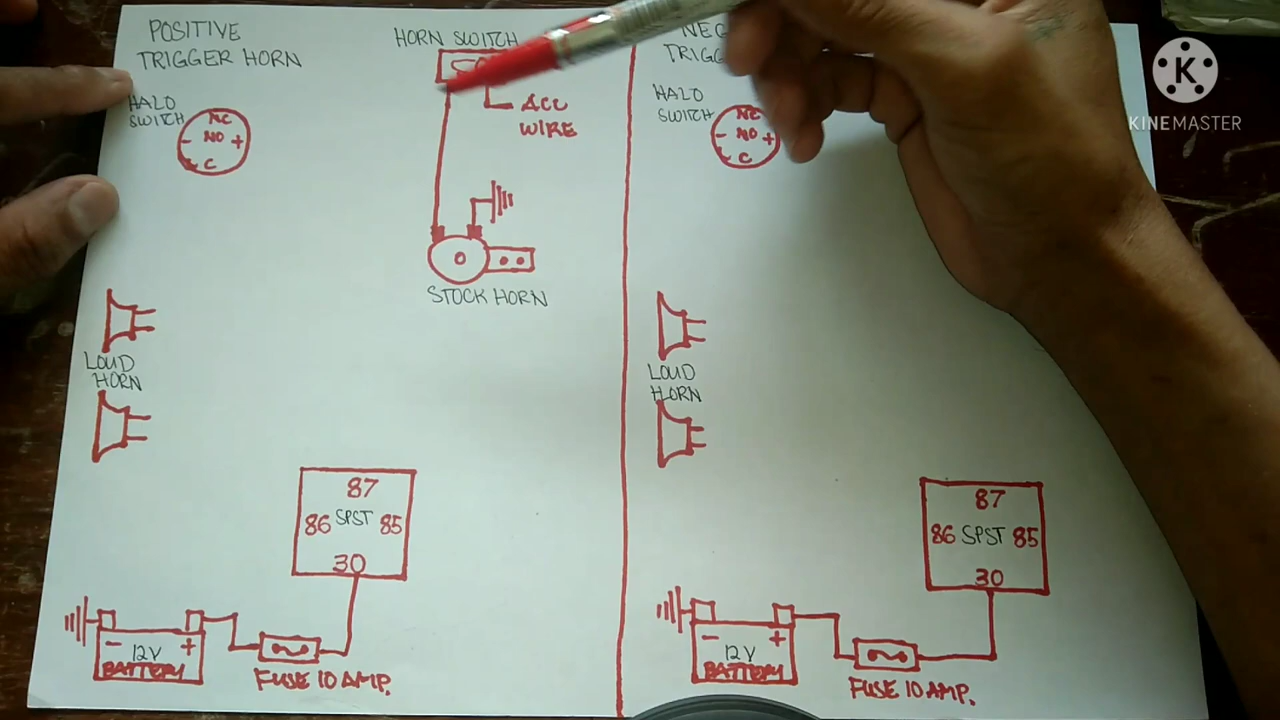 POSITIVE
TRIGGER HORN
HALO
SWITCH
NC
- NO +
C
HORN SWITCH
ACC
WIRE
STOCK HORN
LOUD
HORN
87
86 SPST 85
30
- +
12V
BATTERY
FUSE 10 AMP.
HALO
SWITCH
NC
NO +
C
LOUD
HORN
87
86 SPST 85
30
- +
12V
BATTERY
FUSE 10 AMP.
K
KINEMASTER